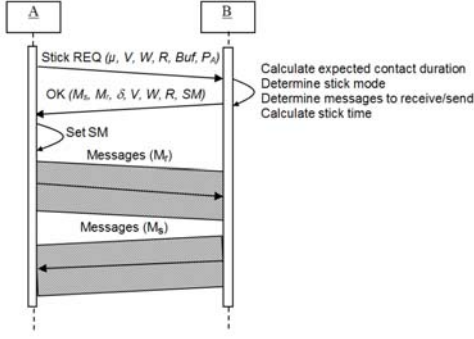 A
B
Stick REQ (μ, V, W, R, Buf, P_A)
Calculate expected contact duration
Determine stick mode
Determine messages to receive/send
Calculate stick time
OK (M_s, M_r, δ, V, W, R, SM)
Set SM
Messages (M_r)
Messages (M_s)